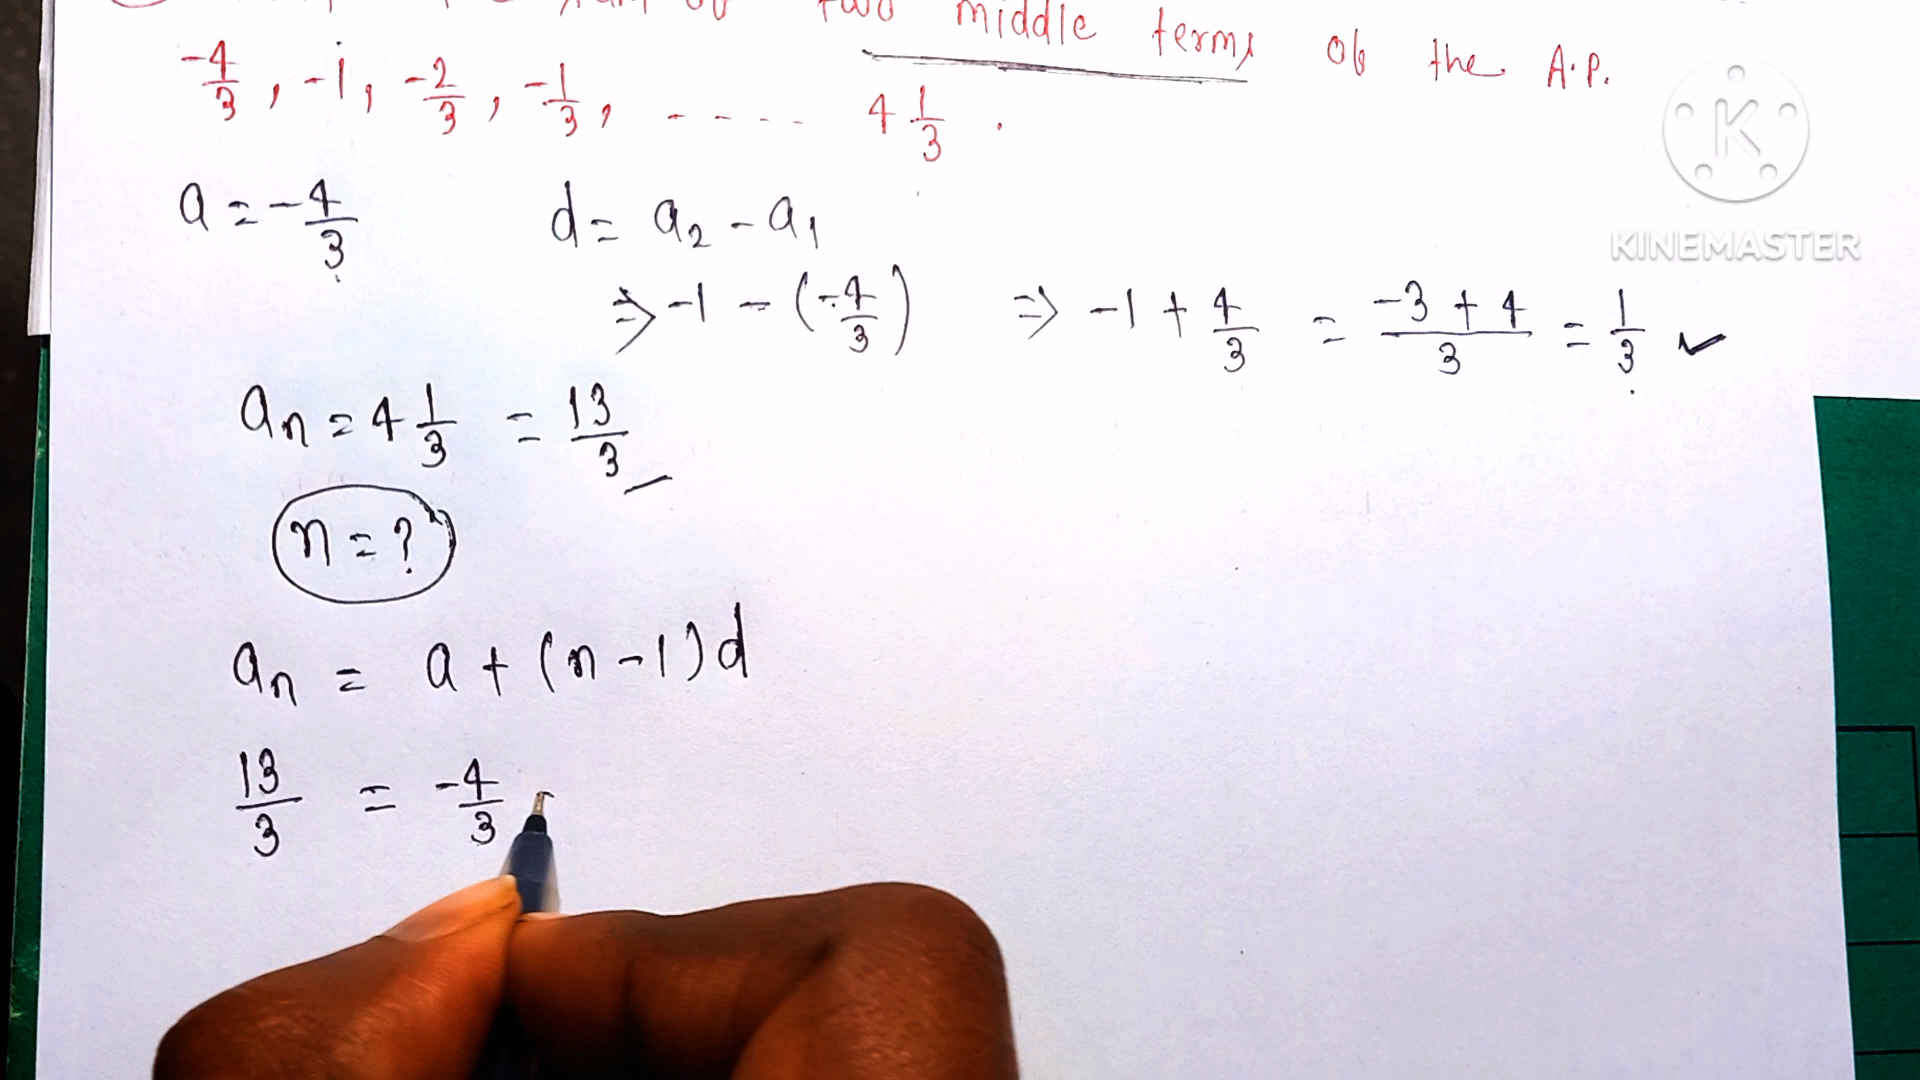 two middle terms of the A.P.
-4/3, -1, -2/3, -1/3, ----- 4 1/3.
a = -4/3 d = a₂ - a₁
⇒ -1 - (-4/3) ⇒ -1 + 4/3 = (-3 + 4)/3 = 1/3 ✓
aₙ = 4 1/3 = 13/3
n = ?
aₙ = a + (n-1)d
13/3 = -4/3
KINEMASTER